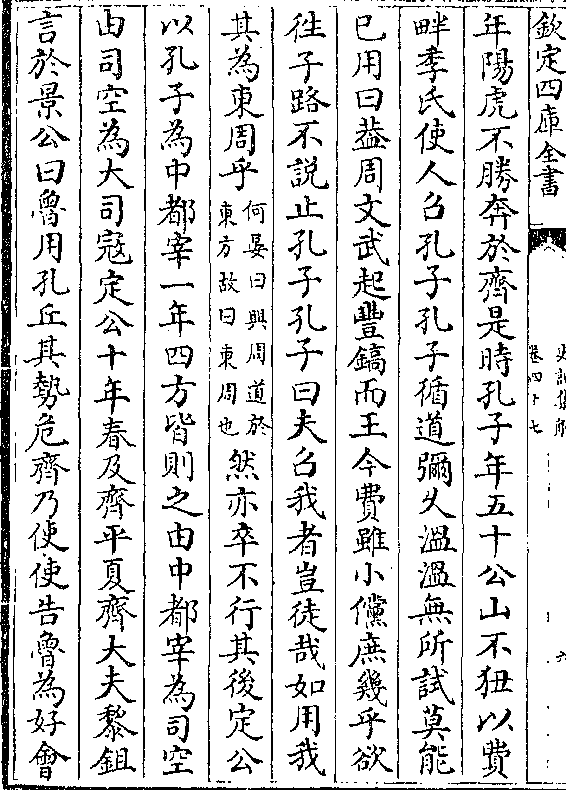 欽定四庫全書
史記集解
卷四十七
六
年陽虎不勝奔於齊是時孔子年五十公山不狃以費
畔季氏使人召孔子孔子循道彌久溫溫無所試莫能
已用曰葢周文武起豐鎬而王今費雖小儻庶幾乎欲
徃子路不說止孔子孔子曰夫召我者豈徒哉如用我
其為東周乎何晏曰興周道於
東方故曰東周也然亦卒不行其後定公
以孔子為中都宰一年四方皆則之由中都宰為司空
由司空為大司冦定公十年春及齊平夏齊大夫黎鉏
言於景公曰魯用孔丘其勢危齊乃使使告魯為好會